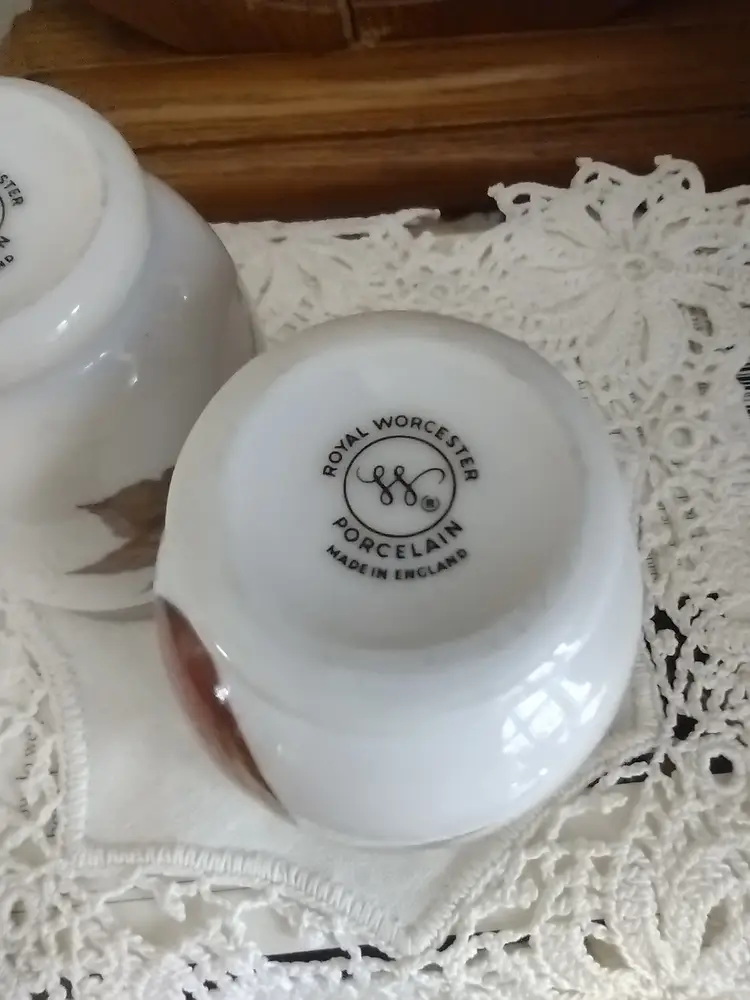 ROYAL WORCESTER
®
PORCELAIN
MADE IN ENGLAND